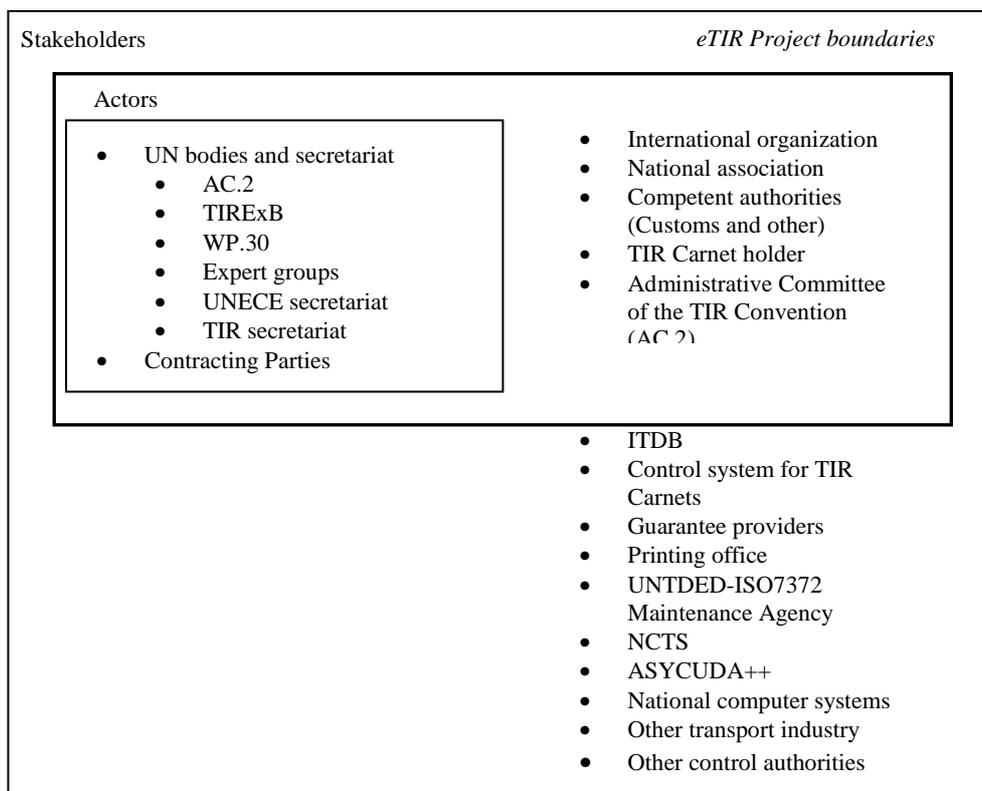 Stakeholders
eTIR Project boundaries
Actors
• UN bodies and secretariat
• AC.2
• TIRExB
• WP.30
• Expert groups
• UNECE secretariat
• TIR secretariat
• Contracting Parties
• International organization
• National association
• Competent authorities
(Customs and other)
• TIR Carnet holder
• Administrative Committee
of the TIR Convention
(AC.2)
• ITDB
• Control system for TIR
Carnets
• Guarantee providers
• Printing office
• UNTDED-ISO7372
Maintenance Agency
• NCTS
• ASYCUDA++
• National computer systems
• Other transport industry
• Other control authorities